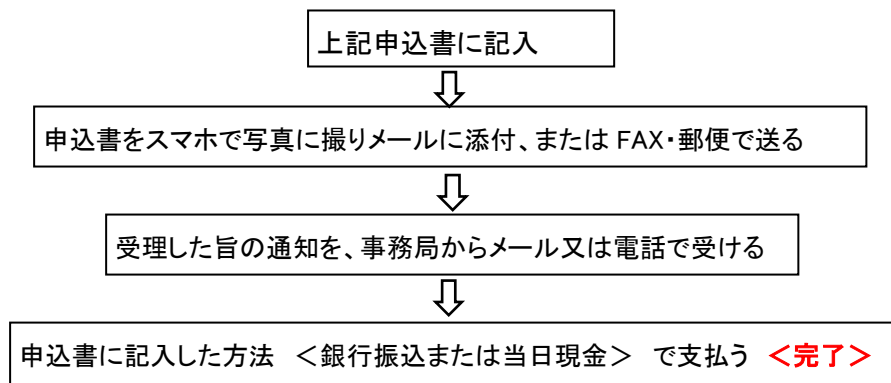 上記申込書に記入
申込書をスマホで写真に撮りメールに添付、または FAX・郵便で送る
受理した旨の通知を、事務局からメール又は電話で受ける
申込書に記入した方法 ＜銀行振込または当日現金＞ で支払う ＜完了＞